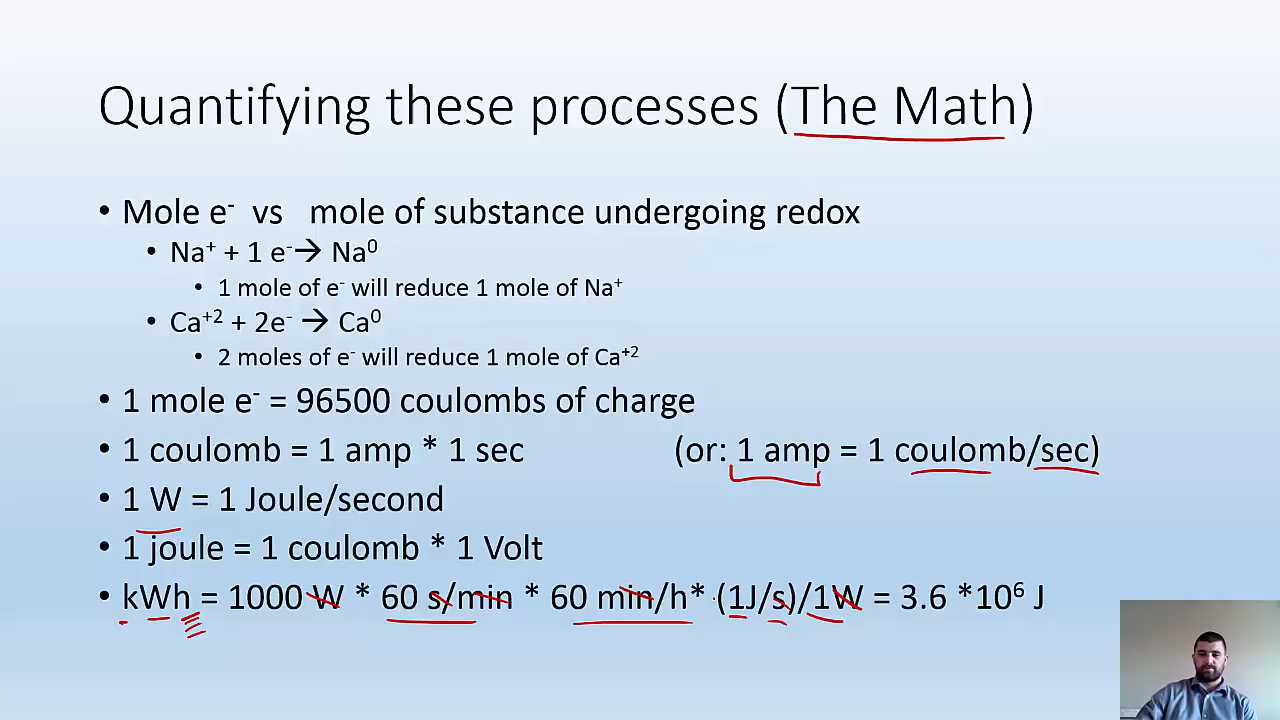 Quantifying these processes (The Math)
• Mole e⁻ vs mole of substance undergoing redox
• Na⁺ + 1 e⁻→ Na⁰
• 1 mole of e⁻ will reduce 1 mole of Na⁺
• Ca⁺² + 2e⁻ → Ca⁰
• 2 moles of e⁻ will reduce 1 mole of Ca⁺²
• 1 mole e⁻ = 96500 coulombs of charge
• 1 coulomb = 1 amp * 1 sec (or: 1 amp = 1 coulomb/sec)
• 1 W = 1 Joule/second
• 1 joule = 1 coulomb * 1 Volt
• kWh = 1000 W * 60 s/min * 60 min/h* (1J/s)/1W = 3.6 *10⁶ J